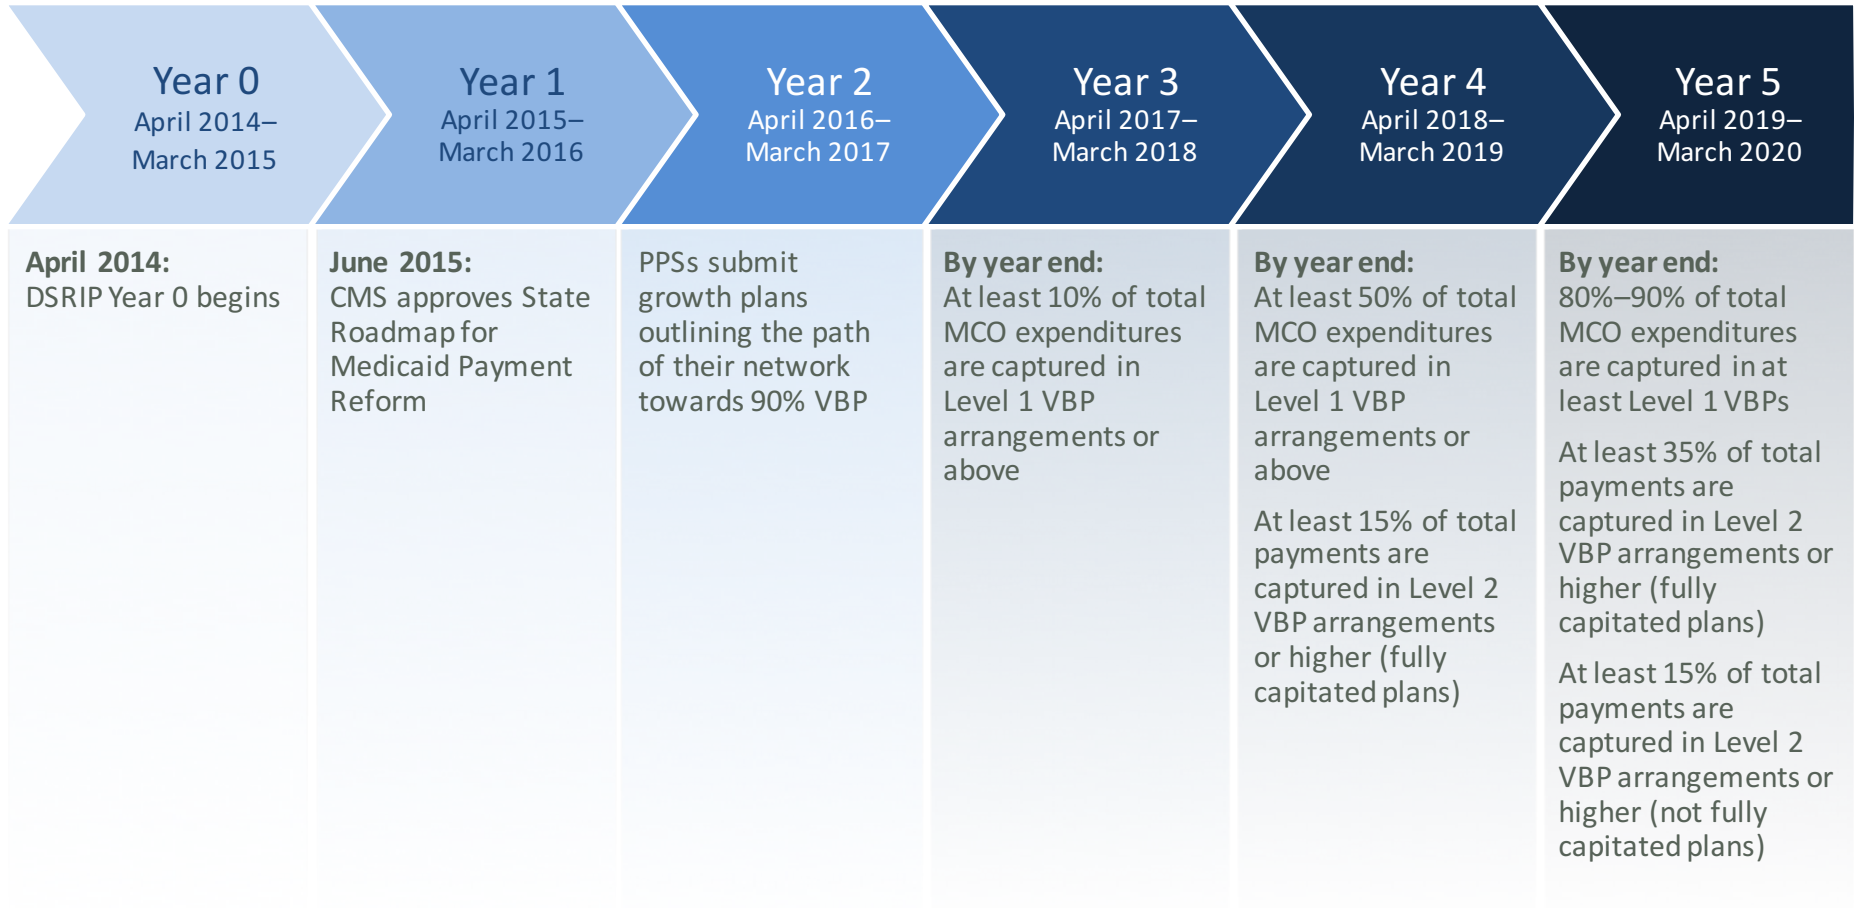 Year 0
April 2014–
March 2015
Year 1
April 2015–
March 2016
Year 2
April 2016–
March 2017
Year 3
April 2017–
March 2018
Year 4
April 2018–
March 2019
Year 5
April 2019–
March 2020
April 2014:
DSRIP Year 0 begins
June 2015:
CMS approves State
Roadmap for
Medicaid Payment
Reform
PPSs submit
growth plans
outlining the path
of their network
towards 90% VBP
By year end:
At least 10% of total
MCO expenditures
are captured in
Level 1 VBP
arrangements or
above
By year end:
At least 50% of total
MCO expenditures
are captured in
Level 1 VBP
arrangements or
above
At least 15% of total
payments are
captured in Level 2
VBP arrangements
or higher (fully
capitated plans)
By year end:
80%–90% of total
MCO expenditures
are captured in at
least Level 1 VBPs
At least 35% of total
payments are
captured in Level 2
VBP arrangements or
higher (fully
capitated plans)
At least 15% of total
payments are
captured in Level 2
VBP arrangements or
higher (not fully
capitated plans)